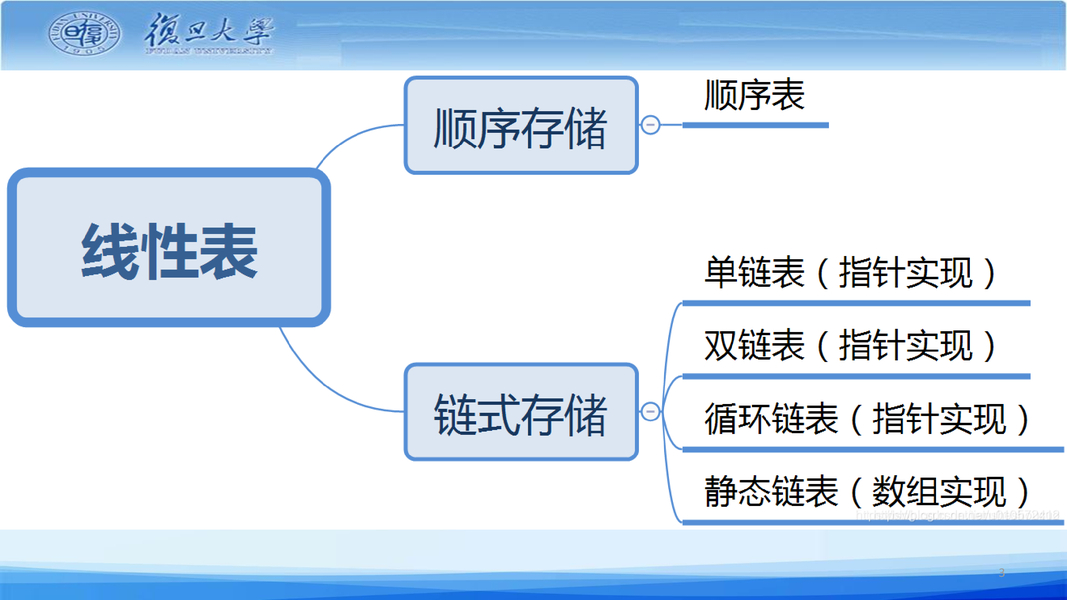 復旦大學
FUDAN UNIVERSITY
1905
线性表
顺序存储
顺序表
链式存储
单链表（指针实现）
双链表（指针实现）
循环链表（指针实现）
静态链表（数组实现）
3